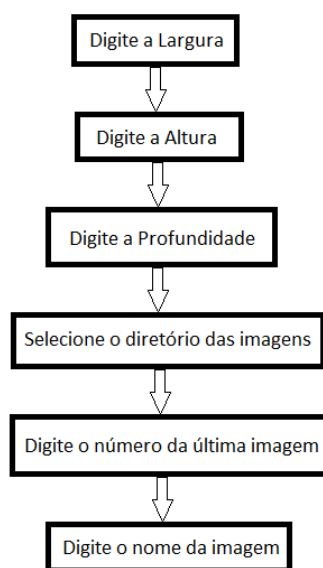 Digite a Largura
Digite a Altura
Digite a Profundidade
Selecione o diretório das imagens
Digite o número da última imagem
Digite o nome da imagem